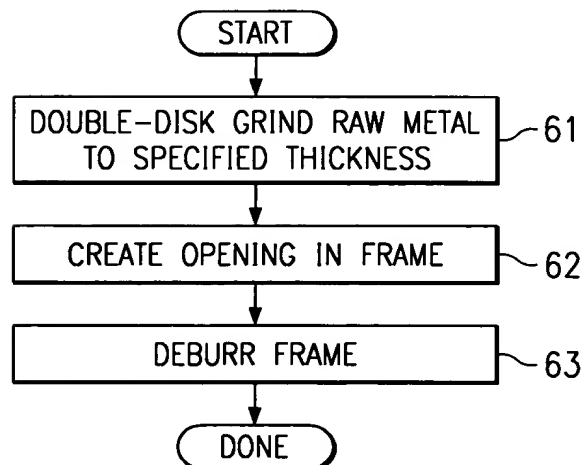 START
DOUBLE-DISK GRIND RAW METAL
TO SPECIFIED THICKNESS
61
CREATE OPENING IN FRAME
62
DEBURR FRAME
63
DONE